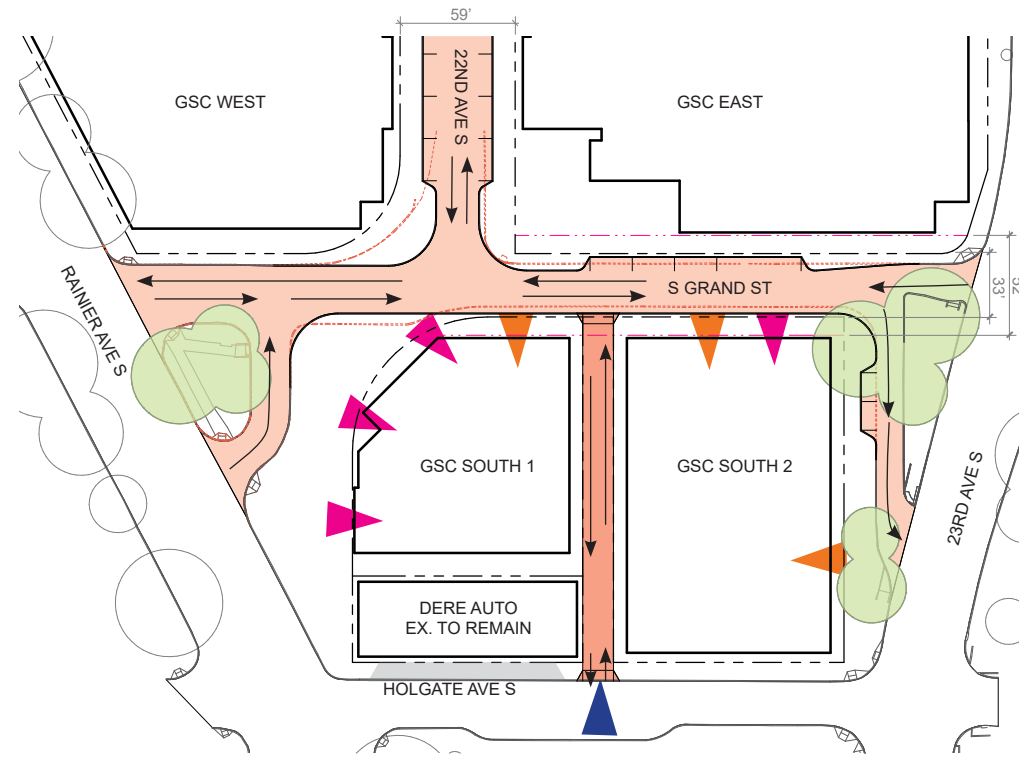 59'
22ND AVE S
GSC WEST
GSC EAST
RAINIER AVE S
S GRAND ST
33'
GSC SOUTH 1
GSC SOUTH 2
23RD AVE S
DERE AUTO
EX. TO REMAIN
HOLGATE AVE S